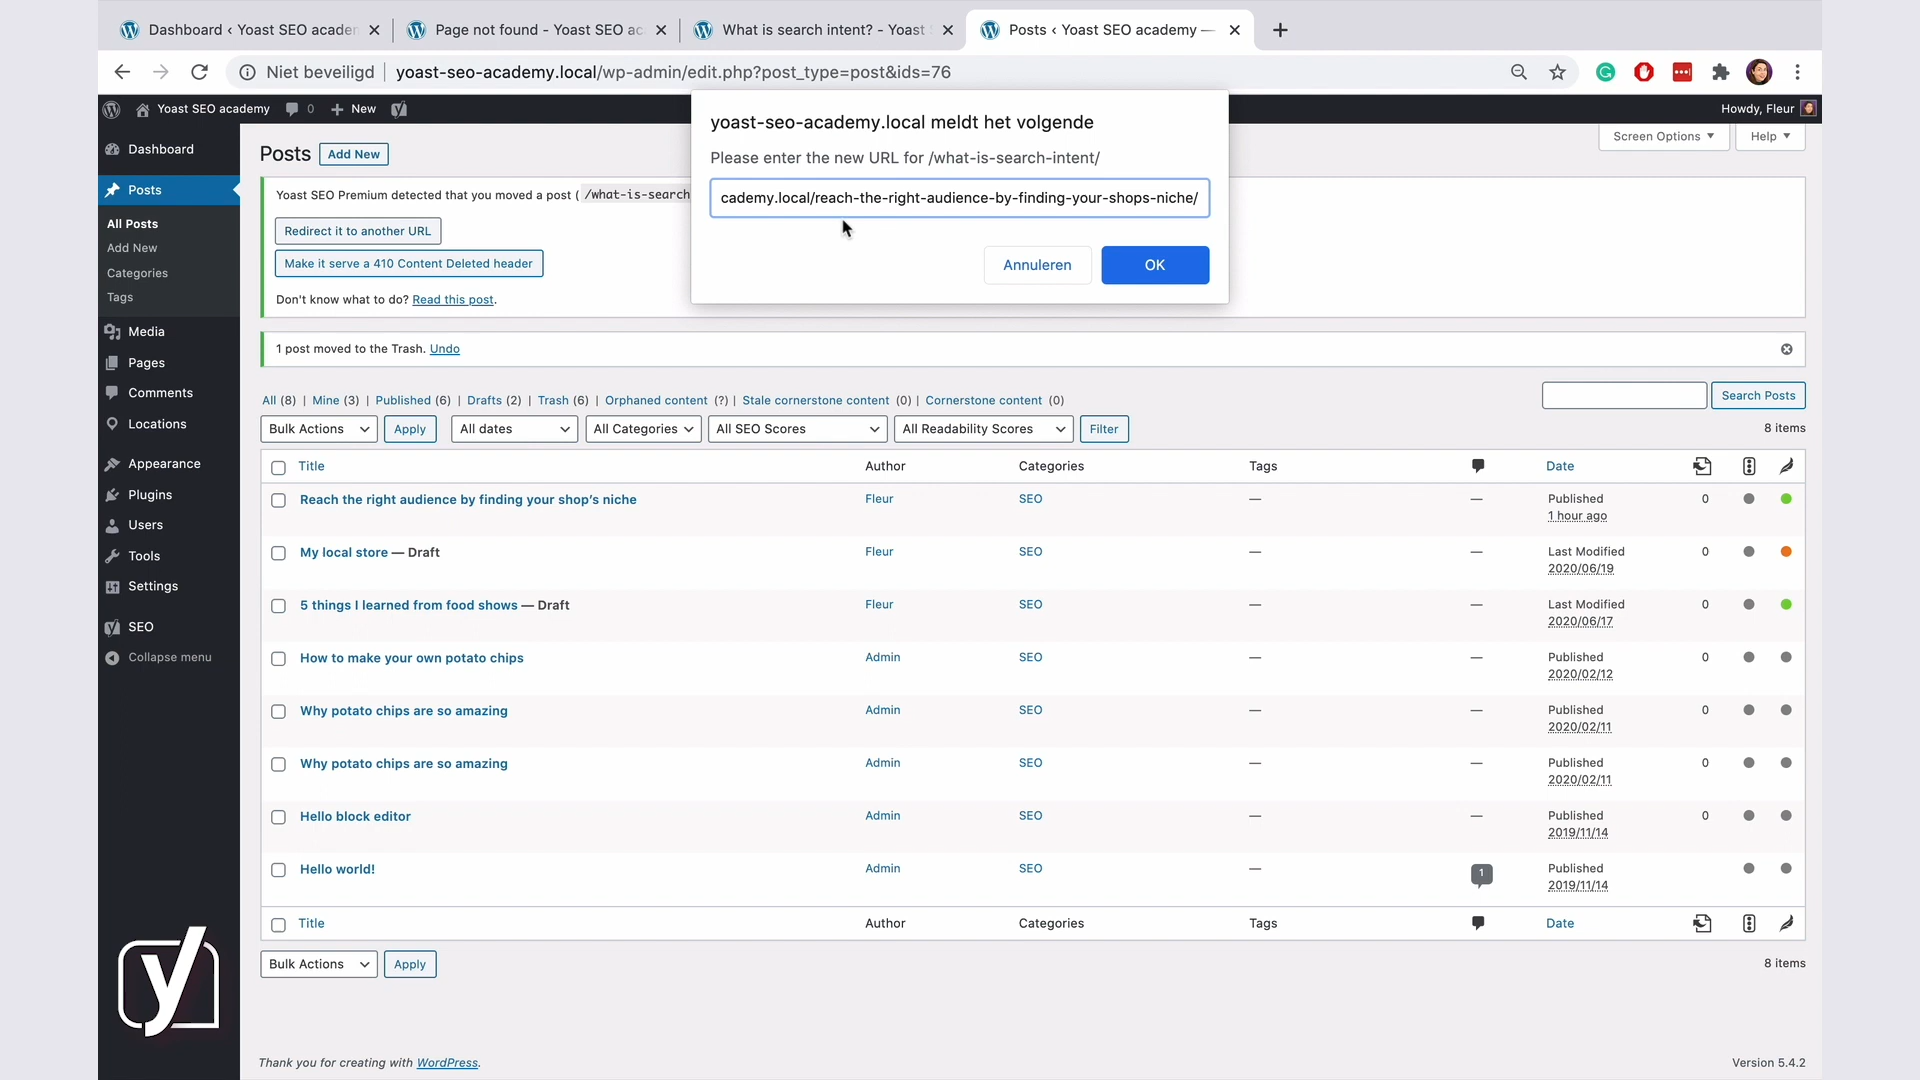 Dashboard ‹ Yoast SEO acader
Page not found - Yoast SEO ac
What is search intent? - Yoast S
Posts ‹ Yoast SEO academy —
Niet beveiligd yoast-seo-academy.local/wp-admin/edit.php?post_type=post&ids=76
Yoast SEO academy 0 New
Howdy, Fleur
yoast-seo-academy.local meldt het volgende
Please enter the new URL for /what-is-search-intent/
cademy.local/reach-the-right-audience-by-finding-your-shops-niche/
Annuleren OK
Screen Options Help
Dashboard
Posts
All Posts
Add New
Categories
Tags
Media
Pages
Comments
Locations
Appearance
Plugins
Users
Tools
Settings
SEO
Collapse menu
Posts Add New
Yoast SEO Premium detected that you moved a post ( /what-is-search
Redirect it to another URL
Make it serve a 410 Content Deleted header
Don't know what to do? Read this post.
1 post moved to the Trash. Undo
All (8) | Mine (3) | Published (6) | Drafts (2) | Trash (6) | Orphaned content (?) | Stale cornerstone content (0) | Cornerstone content (0)
Search Posts
Bulk Actions Apply All dates All Categories All SEO Scores All Readability Scores Filter
8 items
Title Author Categories Tags Date
Reach the right audience by finding your shop’s niche Fleur SEO — — Published 0
1 hour ago
My local store — Draft Fleur SEO — — Last Modified 0
2020/06/19
5 things I learned from food shows — Draft Fleur SEO — — Last Modified 0
2020/06/17
How to make your own potato chips Admin SEO — — Published 0
2020/02/12
Why potato chips are so amazing Admin SEO — — Published 0
2020/02/11
Why potato chips are so amazing Admin SEO — — Published 0
2020/02/11
Hello block editor Admin SEO — — Published 0
2019/11/14
Hello world! Admin SEO — 1 Published
2019/11/14
Title Author Categories Tags Date
Bulk Actions Apply
8 items
y
Thank you for creating with WordPress.
Version 5.4.2